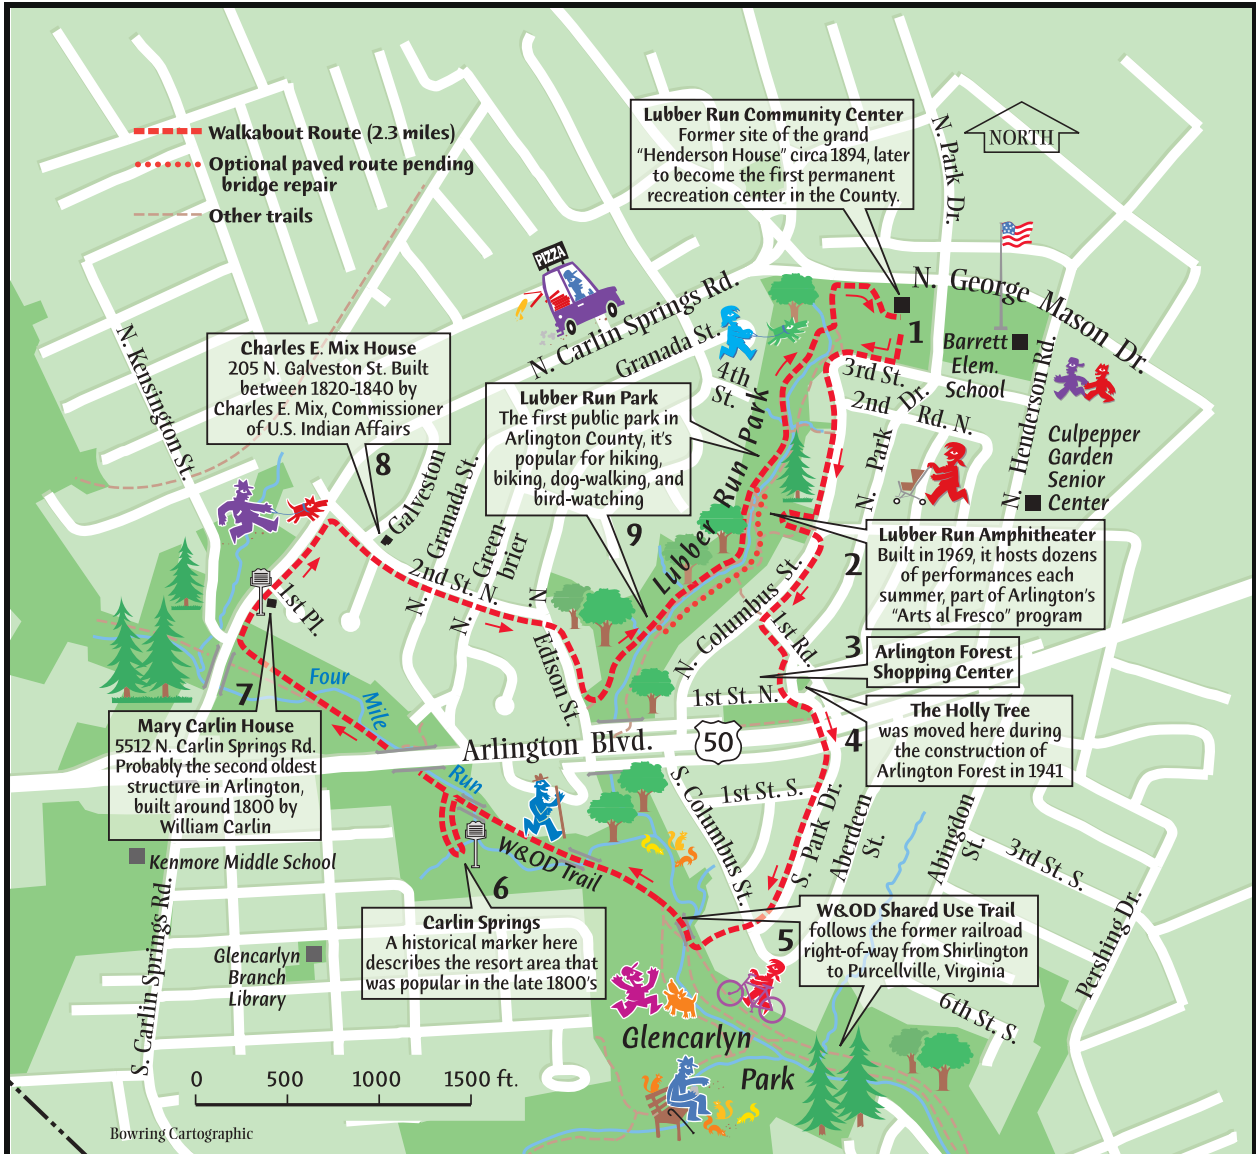 Walkabout Route (2.3 miles)
Optional paved route pending
bridge repair
Other trails
Lubber Run Community Center
Former site of the grand
“Henderson House” circa 1894, later
to become the first permanent
recreation center in the County.
N. Park Dr.
NORTH
PIZZA
N. Carlin Springs Rd.
N. George Mason Dr.
1
Barrett
Elem.
School
Granada St.
4th
St.
3rd St.
2nd Rd. N.
N. Park Dr.
N. Henderson Rd.
Culpepper
Garden
Senior
Center
N. Kensington St.
Charles E. Mix House
205 N. Galveston St. Built
between 1820-1840 by
Charles E. Mix, Commissioner
of U.S. Indian Affairs
8
Lubber Run Park
The first public park in
Arlington County, it’s
popular for hiking,
biking, dog-walking, and
bird-watching
9
Lubber Run Park
N. Galveston
N. Granada St.
N. Green-
brier
2nd St. N.
N. Edison St.
Lubber Run Amphitheater
Built in 1969, it hosts dozens
of performances each
summer, part of Arlington’s
“Arts al Fresco” program
2
N. Columbus St.
1st Rd.
3
Arlington Forest
Shopping Center
1st St. N.
The Holly Tree
was moved here during
the construction of
Arlington Forest in 1941
4
1st Pl.
7
Mary Carlin House
5512 N. Carlin Springs Rd.
Probably the second oldest
structure in Arlington,
built around 1800 by
William Carlin
Four
Mile
Run
Arlington Blvd.
50
S. Columbus St.
1st St. S.
S. Park Dr.
Aberdeen
St.
Abingdon
St.
3rd St. S.
Pershing Dr.
Kenmore Middle School
W&OD Trail
6
Carlin Springs
A historical marker here
describes the resort area that
was popular in the late 1800’s
5
W&OD Shared Use Trail
follows the former railroad
right-of-way from Shirlington
to Purcellville, Virginia
6th St. S.
Glencarlyn
Branch
Library
S. Carlin Springs Rd.
Glencarlyn
Park
0 500 1000 1500 ft.
Bowring Cartographic